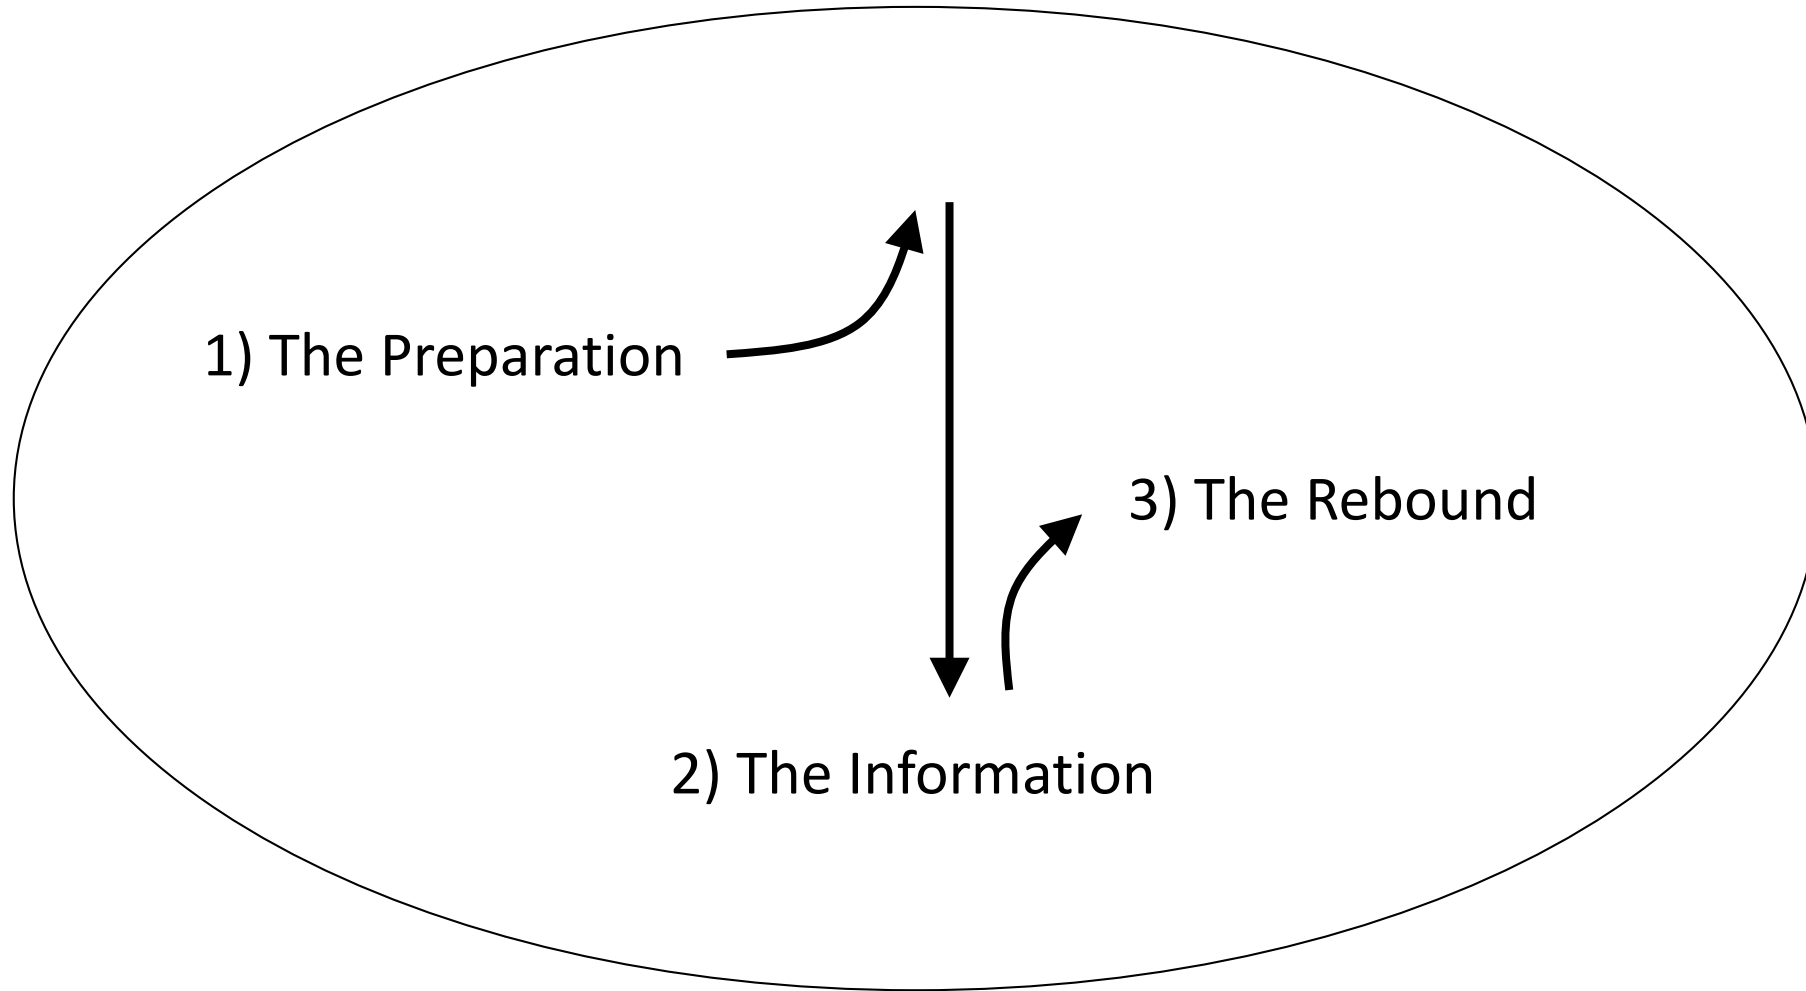 1) The Preparation
3) The Rebound
2) The Information